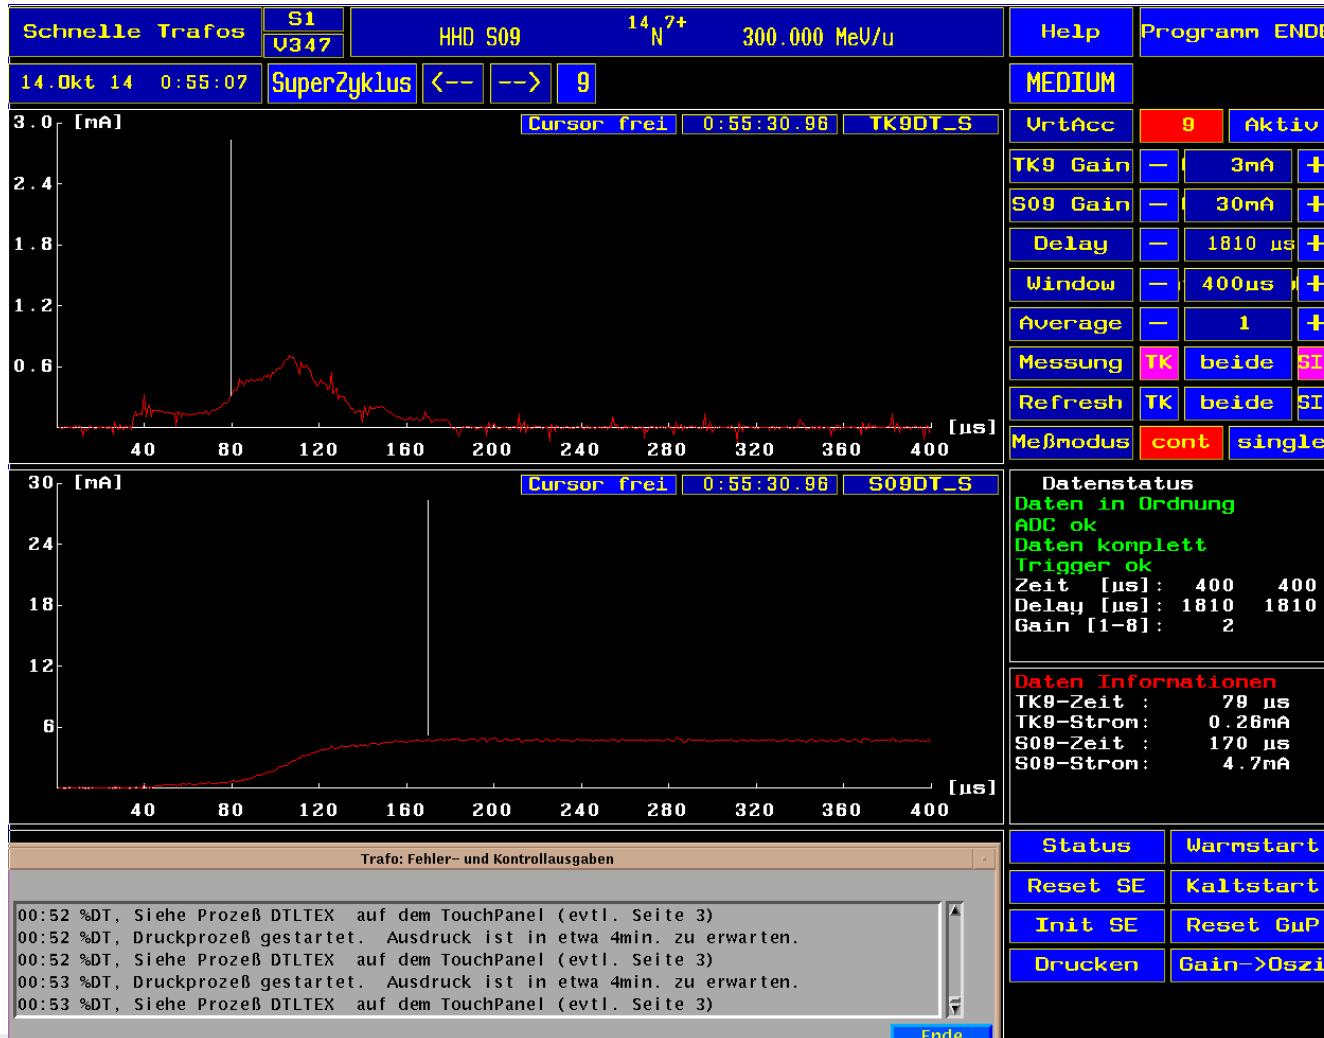 Schnelle Trafos S1 HHD S09 14N7+ 300.000 MeV/u Help Programm ENDE
V347
14.Okt 14 0:55:07 SuperZyklus <-- --> 9 MEDIUM
3.0 [mA] Cursor frei 0:55:30.96 TK9DT_S
2.4
1.8
1.2
0.6
40 80 120 160 200 240 280 320 360 400 [µs]
VrtAcc 9 Aktiv
TK9 Gain − 3mA +
S09 Gain − 30mA +
Delay − 1810 µs +
Window − 400µs +
Average − 1 +
Messung TK beide SI
Refresh TK beide SI
Meßmodus cont single
30 [mA] Cursor frei 0:55:30.96 S09DT_S
24
18
12
6
40 80 120 160 200 240 280 320 360 400 [µs]
Datenstatus
Daten in Ordnung
ADC ok
Daten komplett
Trigger ok
Zeit [µs]: 400 400
Delay [µs]: 1810 1810
Gain [1-8]: 2
Daten Informationen
TK9-Zeit : 79 µs
TK9-Strom: 0.26mA
S09-Zeit : 170 µs
S09-Strom: 4.7mA
Trafo: Fehler- und Kontrollausgaben
00:52 %DT, Siehe Prozeß DTLTEX auf dem TouchPanel (evtl. Seite 3)
00:52 %DT, Druckprozeß gestartet. Ausdruck ist in etwa 4min. zu erwarten.
00:52 %DT, Siehe Prozeß DTLTEX auf dem TouchPanel (evtl. Seite 3)
00:53 %DT, Druckprozeß gestartet. Ausdruck ist in etwa 4min. zu erwarten.
00:53 %DT, Siehe Prozeß DTLTEX auf dem TouchPanel (evtl. Seite 3)
Ende
Status Warmstart
Reset SE Kaltstart
Init SE Reset GuP
Drucken Gain->Oszi